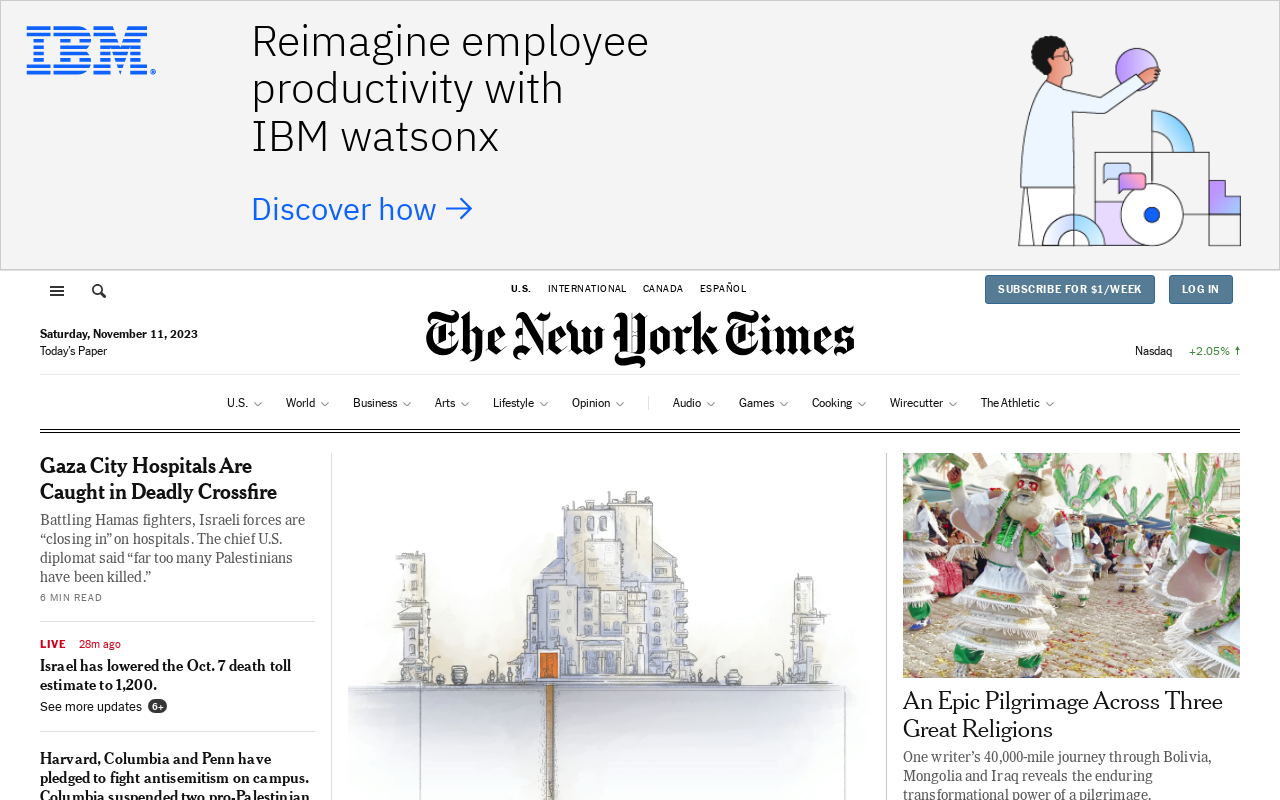 IBM®
Reimagine employee
productivity with
IBM watsonx
Discover how →
U.S. INTERNATIONAL CANADA ESPAÑOL
SUBSCRIBE FOR $1/WEEK LOG IN
The New York Times
Saturday, November 11, 2023
Today's Paper
Nasdaq +2.05% ↑
U.S. World Business Arts Lifestyle Opinion Audio Games Cooking Wirecutter The Athletic
Gaza City Hospitals Are
Caught in Deadly Crossfire
Battling Hamas fighters, Israeli forces are
“closing in” on hospitals. The chief U.S.
diplomat said “far too many Palestinians
have been killed.”
6 MIN READ
LIVE 28m ago
Israel has lowered the Oct. 7 death toll
estimate to 1,200.
See more updates 6+
Harvard, Columbia and Penn have
pledged to fight antisemitism on campus.
Columbia suspended two pro-Palestinian
An Epic Pilgrimage Across Three
Great Religions
One writer’s 40,000-mile journey through Bolivia,
Mongolia and Iraq reveals the enduring
transformational power of a pilgrimage.